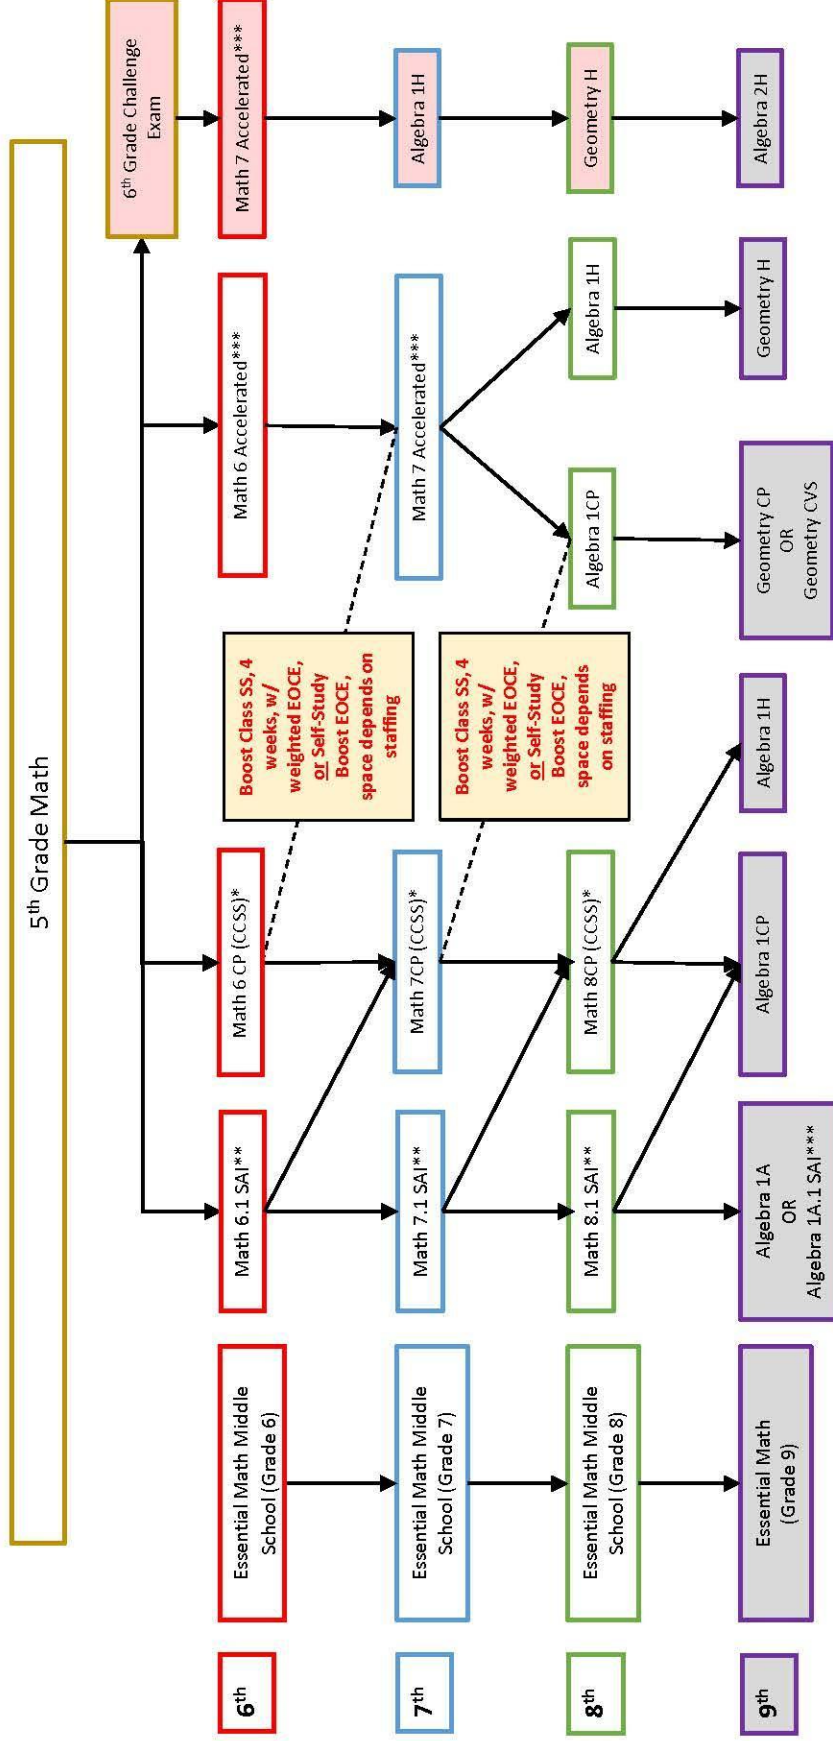 5th Grade Math
6th Grade Challenge
Exam
6th
Essential Math Middle
School (Grade 6)
Math 6.1 SAI**
Math 6 CP (CCSS)*
Math 6 Accelerated***
Math 7 Accelerated***
Boost Class SS, 4
weeks, w/
weighted EOCE,
or Self-Study
Boost EOCE,
space depends on
staffing
7th
Essential Math Middle
School (Grade 7)
Math 7.1 SAI**
Math 7CP (CCSS)*
Math 7 Accelerated***
Algebra 1H
Boost Class SS, 4
weeks, w/
weighted EOCE,
or Self-Study
Boost EOCE,
space depends
on staffing
8th
Essential Math Middle
School (Grade 8)
Math 8.1 SAI**
Math 8CP (CCSS)*
Algebra 1CP
Algebra 1H
Geometry H
9th
Essential Math
(Grade 9)
Algebra 1A
OR
Algebra 1A.1 SAI***
Algebra 1CP
Algebra 1H
Geometry CP
OR
Geometry CVS
Geometry H
Algebra 2H